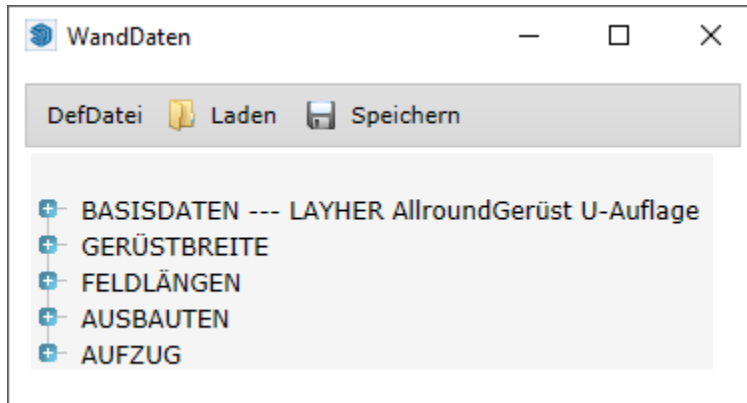 WandDaten
DefDatei Laden Speichern
BASISDATEN --- LAYHER AllroundGerüst U-Auflage
GERÜSTBREITE
FELDLÄNGEN
AUSBAUTEN
AUFZUG